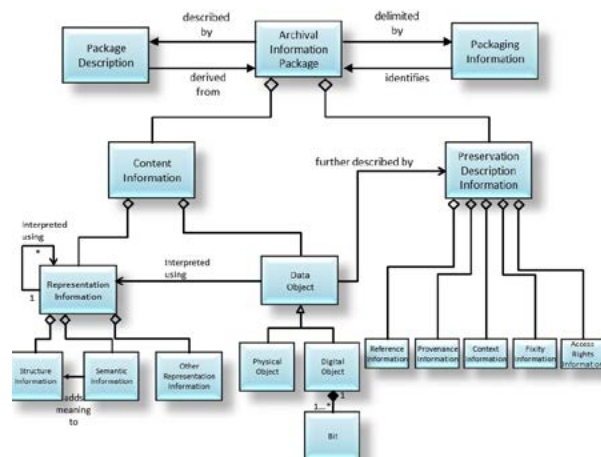 described
by
Archival
Information
Package
delimited
by
Package
Description
Packaging
Information
derived
from
identifies
Content
Information
further described by
Preservation
Description
Information
Interpreted
using
*
1
Representation
Information
Interpreted
using
Data
Object
Structure
Information
Semantic
Information
Other
Representation
Information
adds
meaning
to
Physical
Object
Digital
Object
1
1...*
Bit
Reference
Information
Provenance
Information
Context
Information
Fixity
Information
Access
Rights
Information